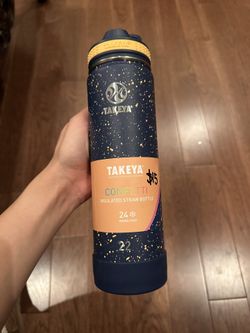 TAKEYA
TAKEYA
CONFETTI
INSULATED STRAW BOTTLE
24
22